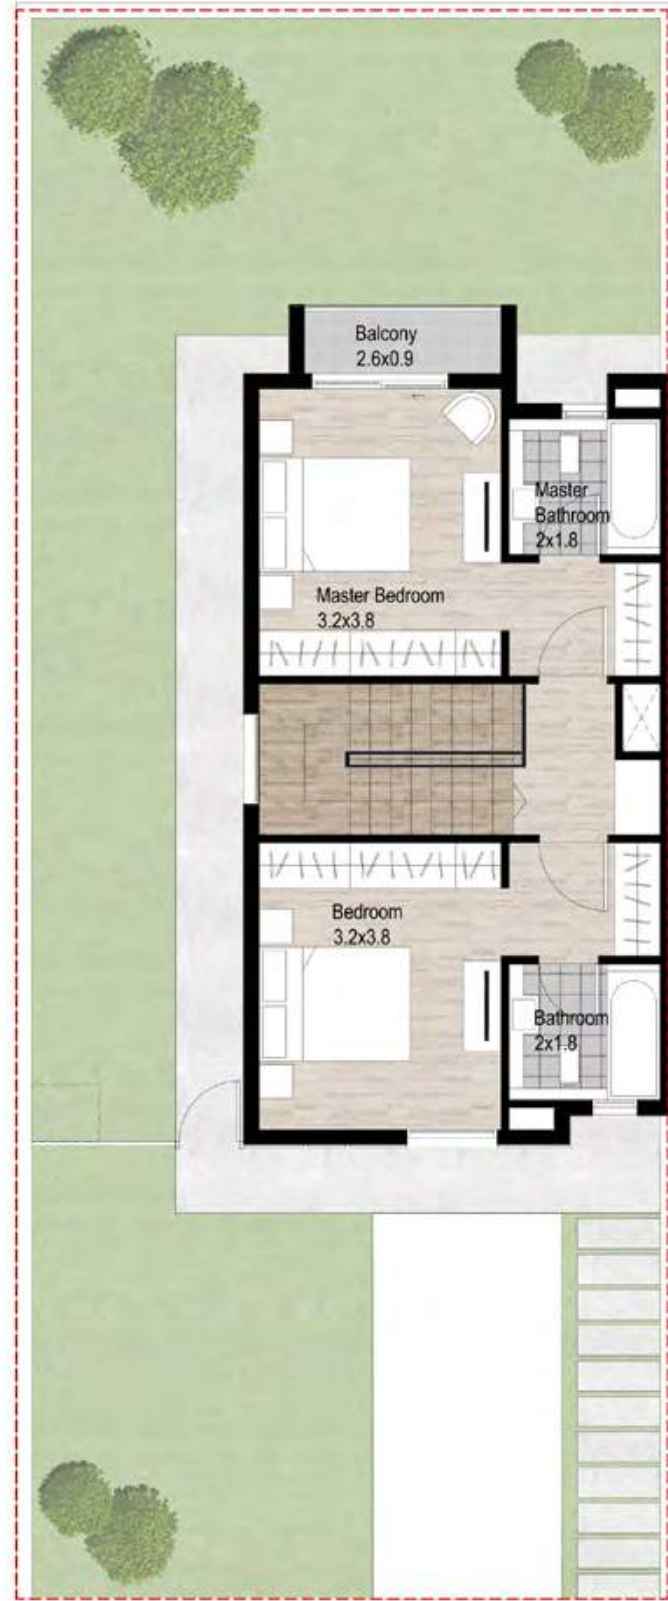 Balcony
2.6x0.9
Master
Bathroom
2x1.8
Master Bedroom
3.2x3.8
Bedroom
3.2x3.8
Bathroom
2x1.8